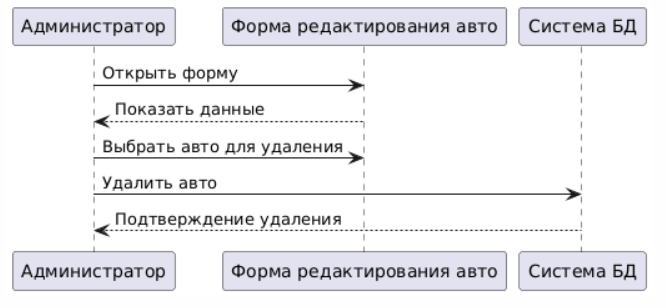 Администратор
Форма редактирования авто
Система БД
Открыть форму
Показать данные
Выбрать авто для удаления
Удалить авто
Подтверждение удаления
Администратор
Форма редактирования авто
Система БД